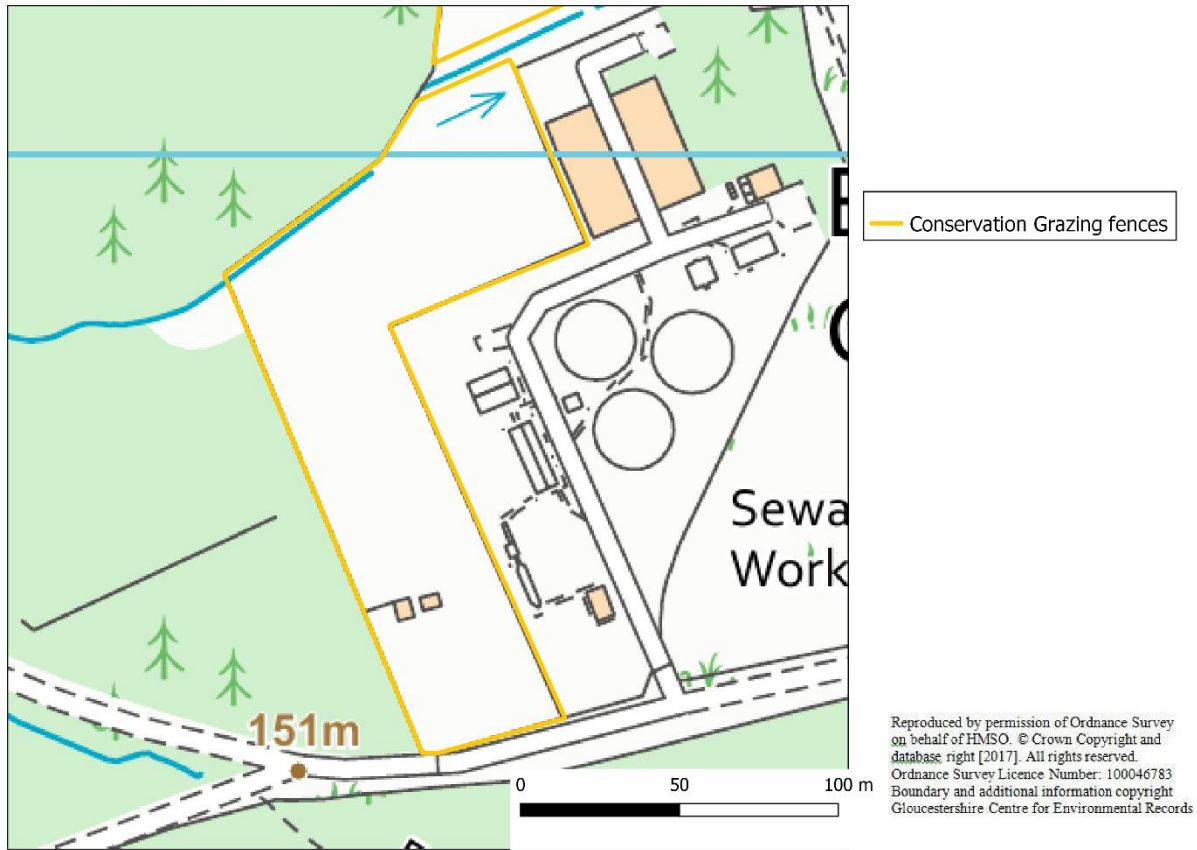 Conservation Grazing fences
Sewa
Work
151m
0 50 100 m
Reproduced by permission of Ordnance Survey
on behalf of HMSO. © Crown Copyright and
database right [2017]. All rights reserved.
Ordnance Survey Licence Number: 100046783
Boundary and additional information copyright
Gloucestershire Centre for Environmental Records